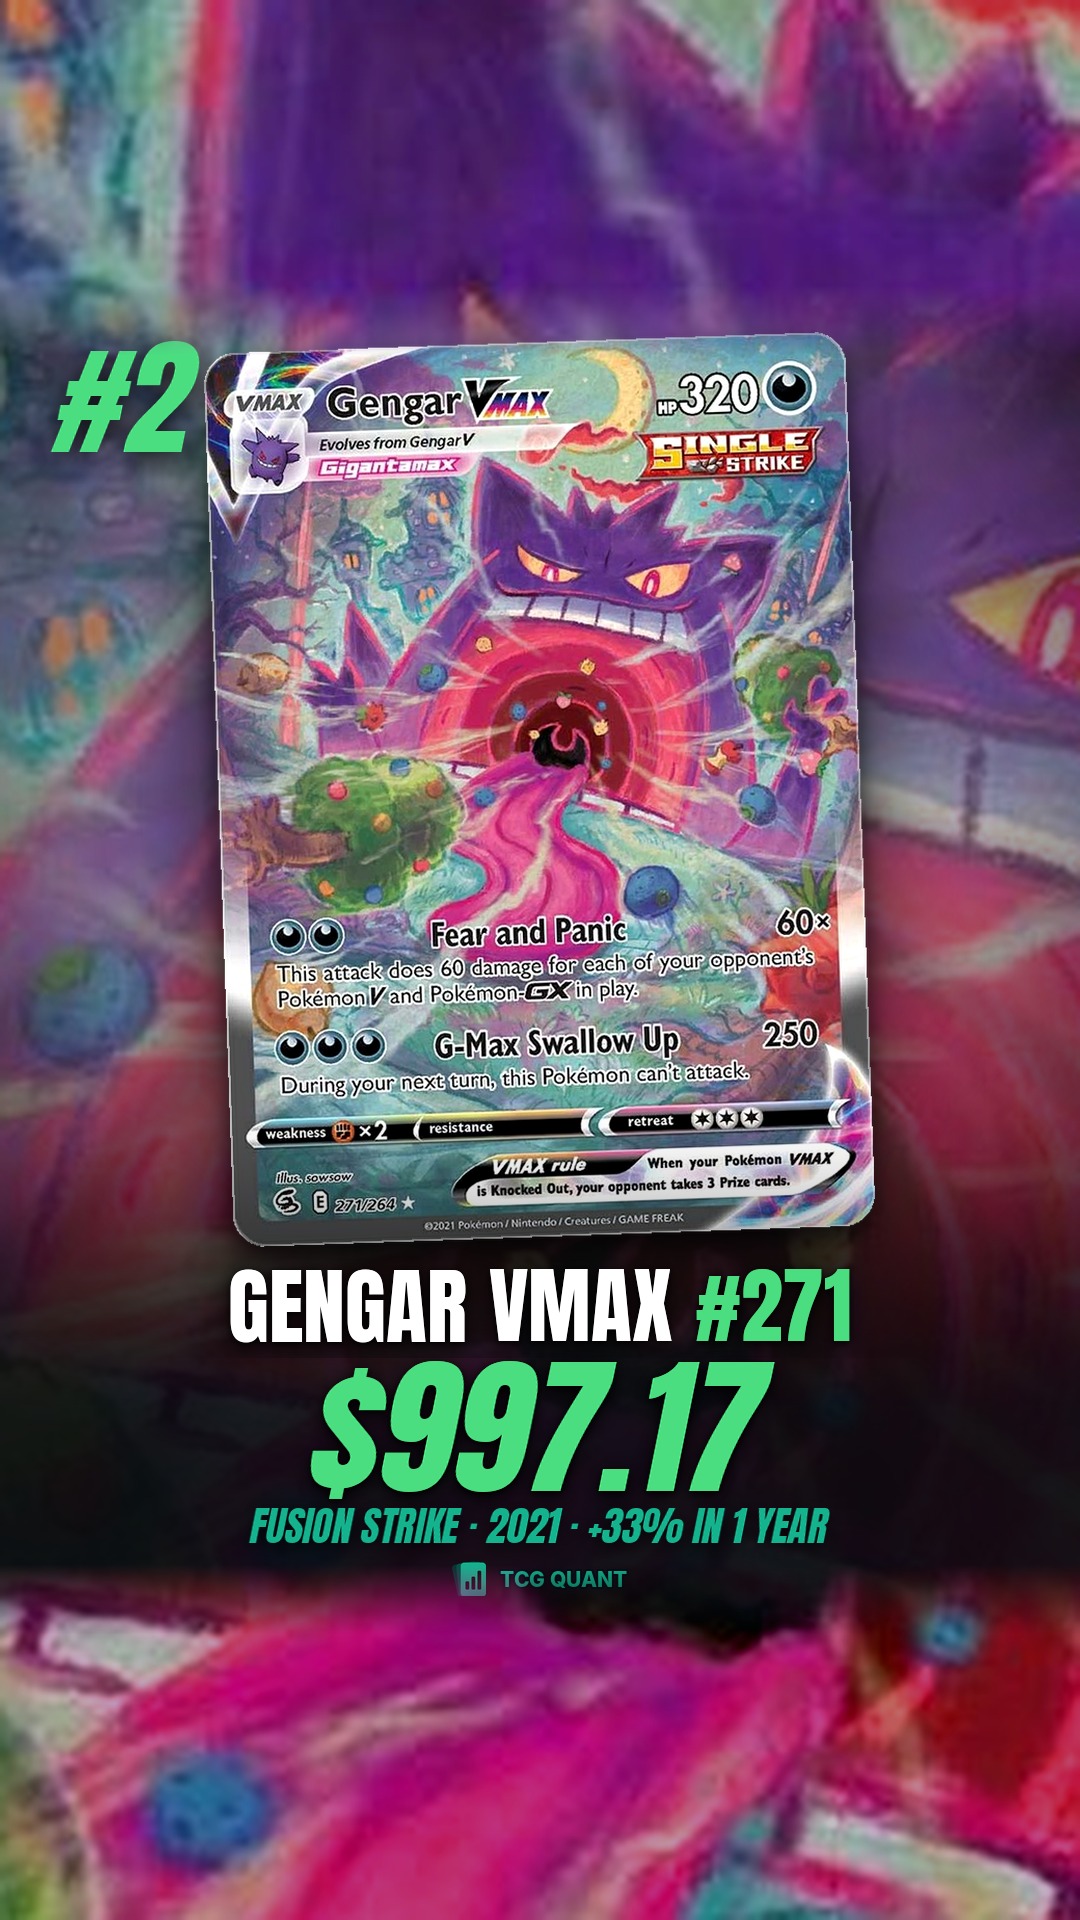 #2
VMAX
Gengar VMAX
HP 320
Evolves from Gengar V
Gigantamax
SINGLE STRIKE
Fear and Panic 60×
This attack does 60 damage for each of your opponent's
Pokémon V and Pokémon-GX in play.
G-Max Swallow Up 250
During your next turn, this Pokémon can't attack.
weakness ×2 resistance retreat
VMAX rule When your Pokémon VMAX
is Knocked Out, your opponent takes 3 Prize cards.
Illus. sowsow
E 271/264 ★
©2021 Pokémon / Nintendo / Creatures / GAME FREAK
GENGAR VMAX #271
$997.17
FUSION STRIKE · 2021 · +33% IN 1 YEAR
TCG QUANT